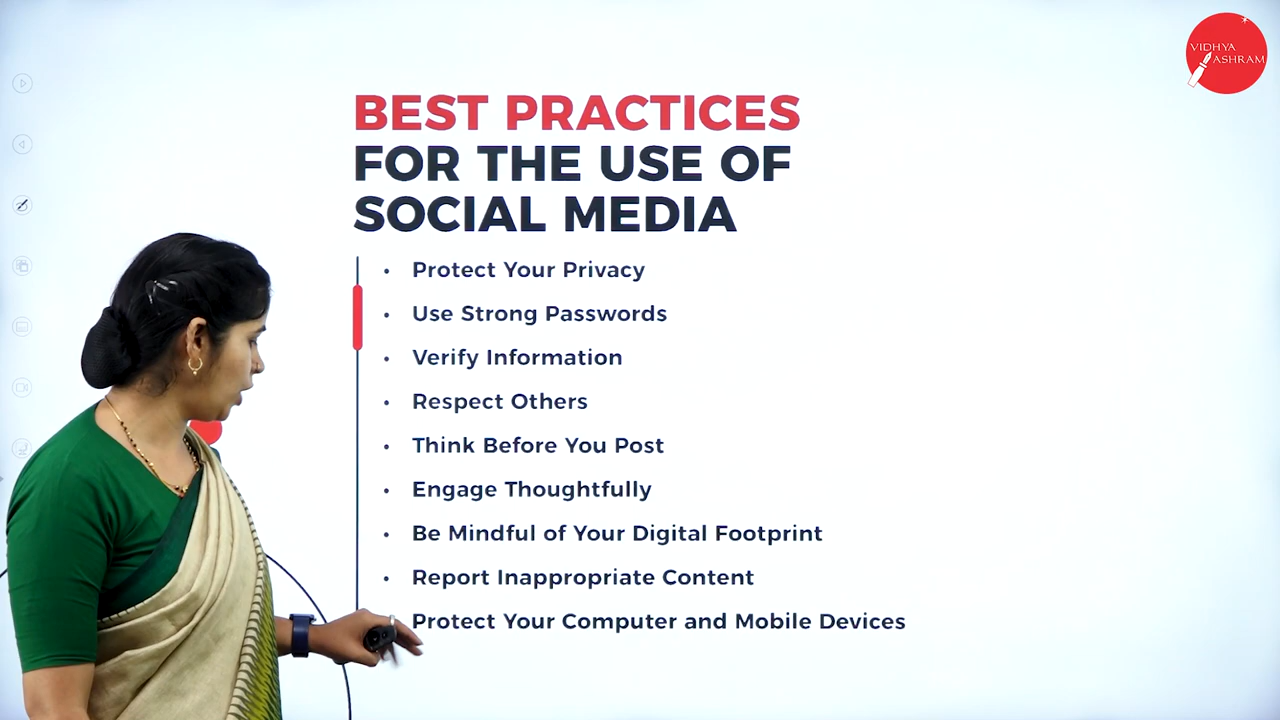 VIDHYA
ASHRAM
BEST PRACTICES
FOR THE USE OF
SOCIAL MEDIA
• Protect Your Privacy
• Use Strong Passwords
• Verify Information
• Respect Others
• Think Before You Post
• Engage Thoughtfully
• Be Mindful of Your Digital Footprint
• Report Inappropriate Content
Protect Your Computer and Mobile Devices